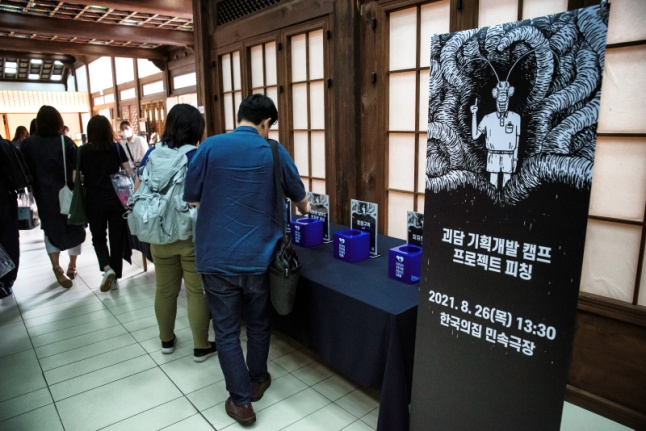 괴담 기획개발 캠프
프로젝트 피칭
2021. 8. 26(목) 13:30
한국의집 민속극장